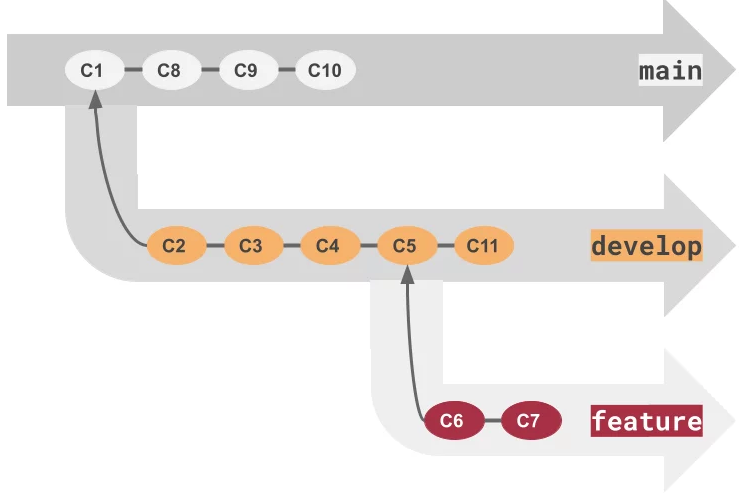 C1 C8 C9 C10 main
C2 C3 C4 C5 C11 develop
C6 C7 feature